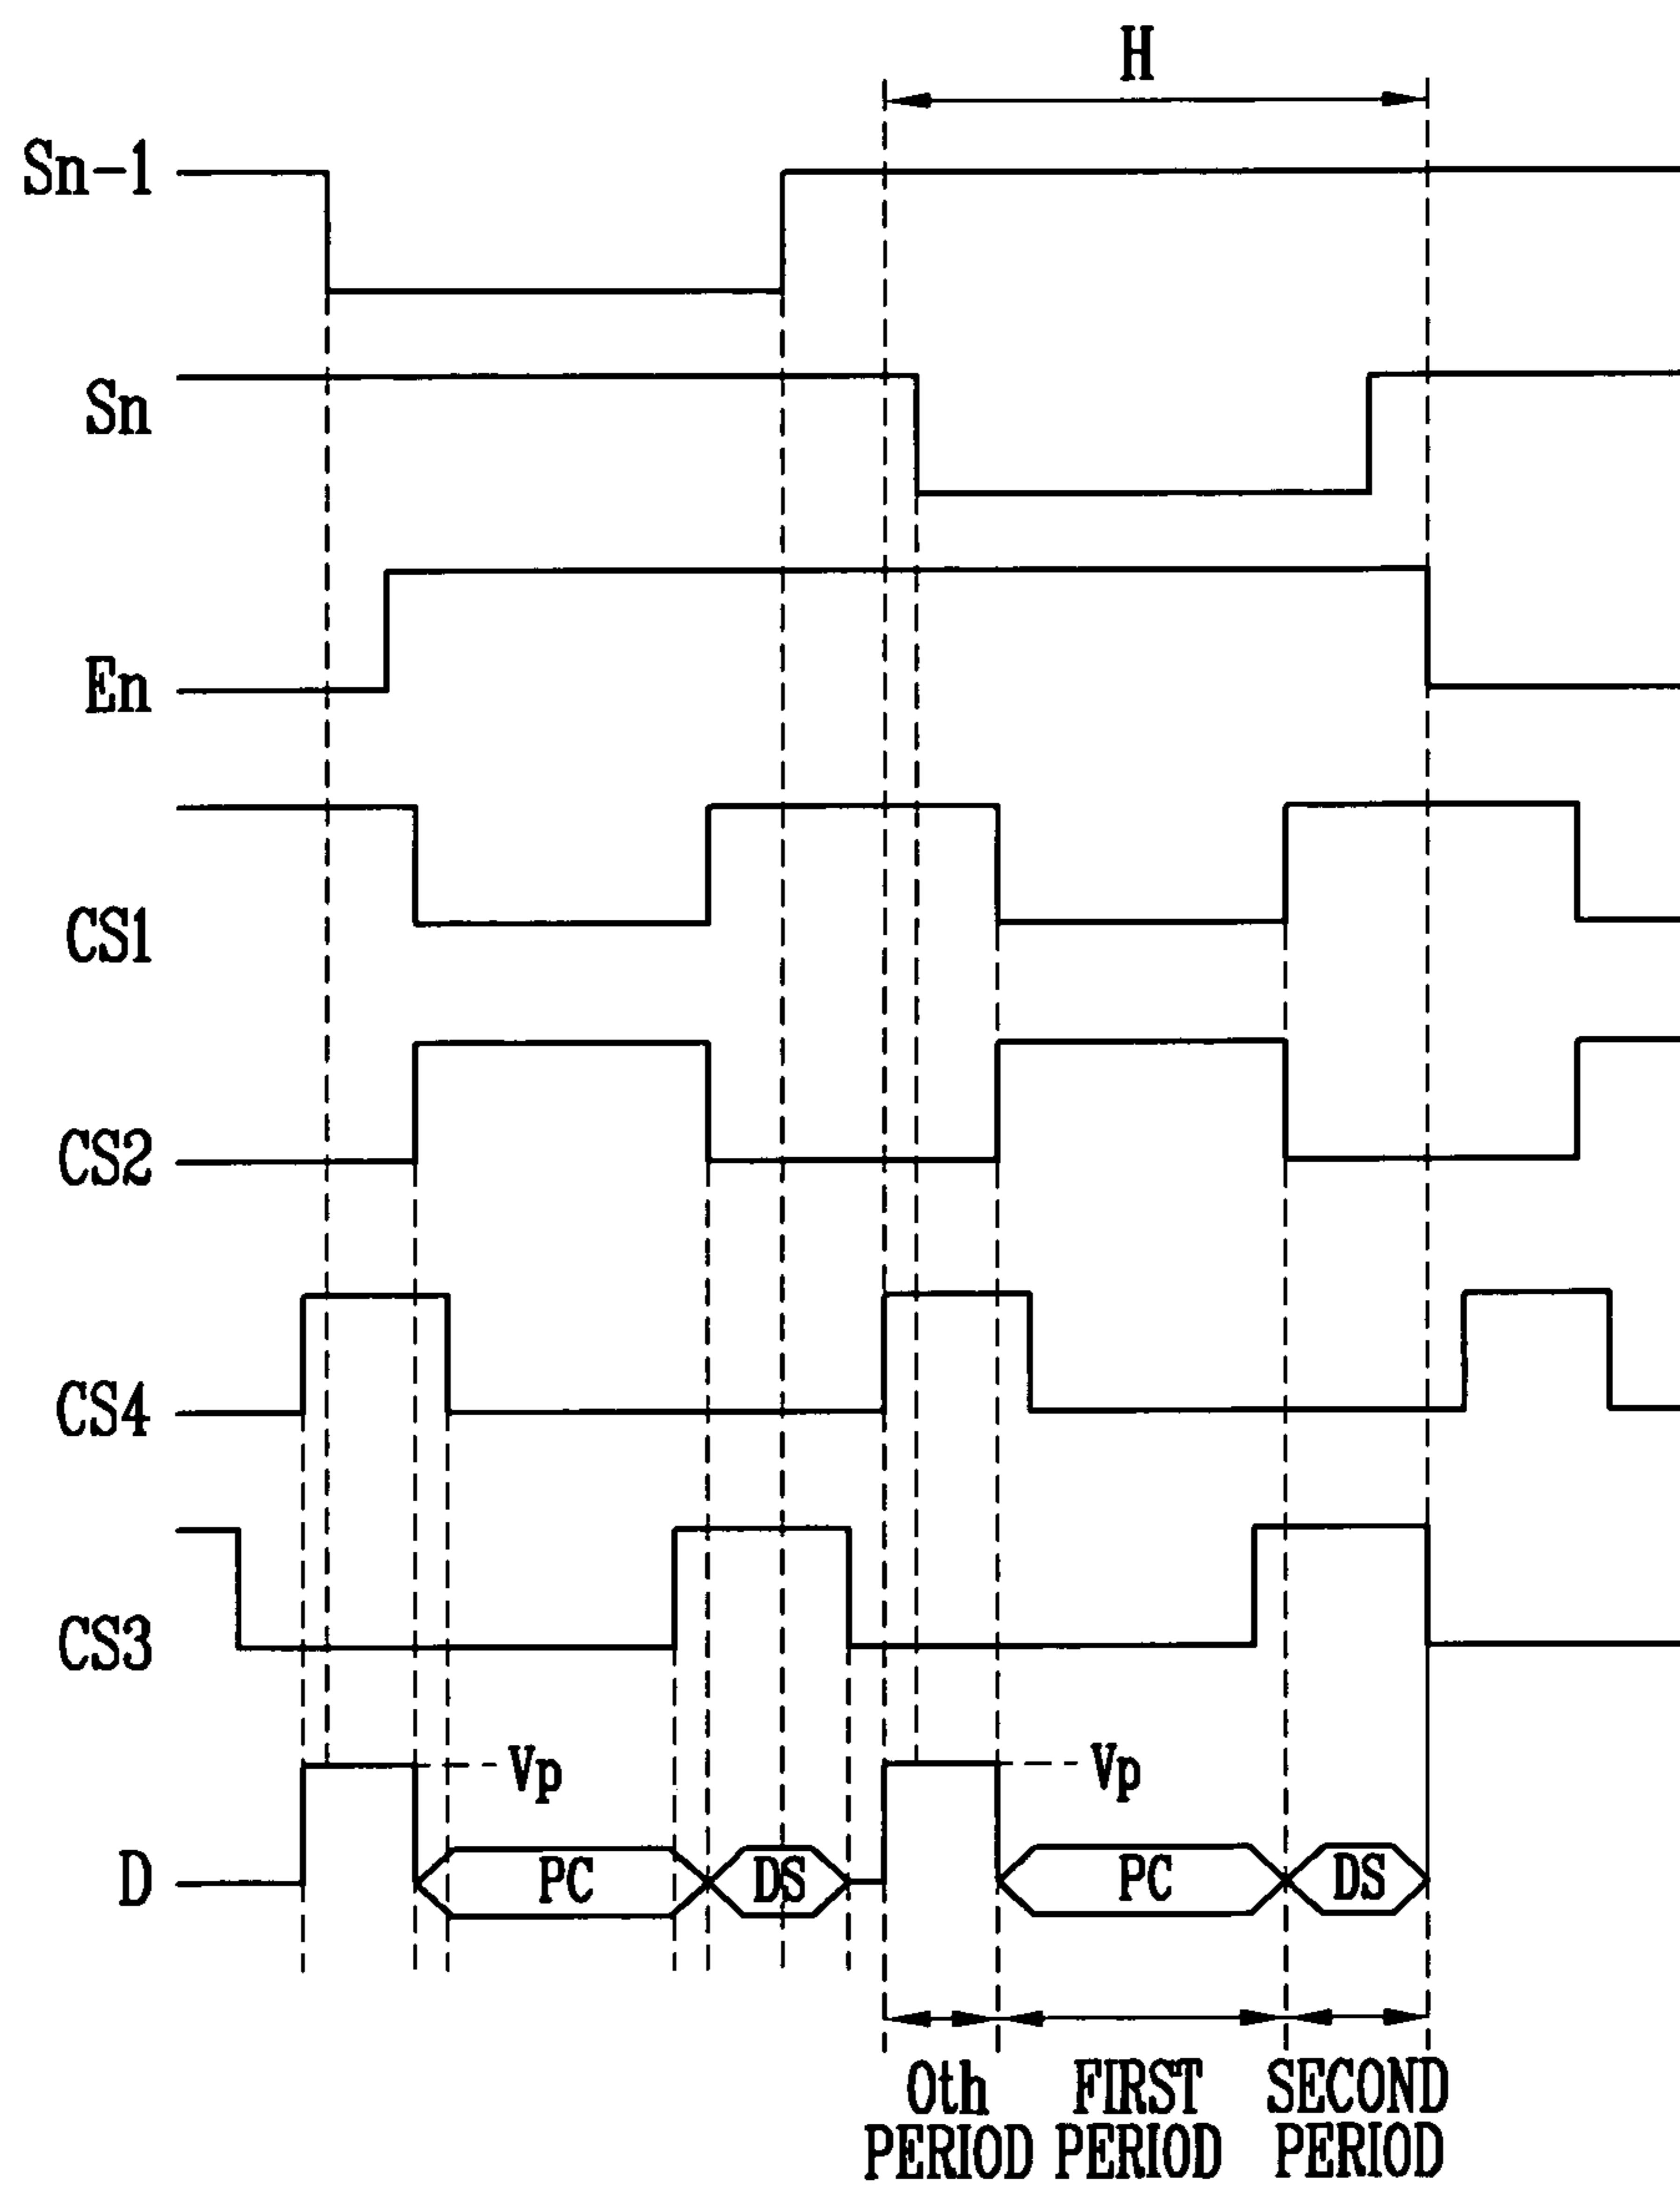 H
Sn-1
Sn
En
CS1
CS2
CS4
CS3
Vp
Vp
D
PC
DS
PC
DS
0th PERIOD
FIRST PERIOD
SECOND PERIOD